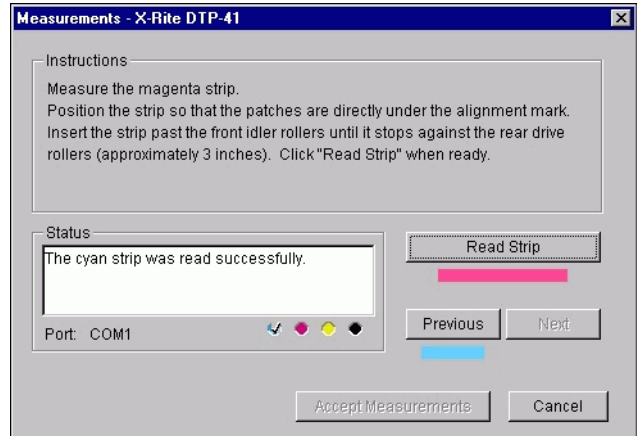 Measurements - X-Rite DTP-41
Instructions
Measure the magenta strip.
Position the strip so that the patches are directly under the alignment mark.
Insert the strip past the front idler rollers until it stops against the rear drive
rollers (approximately 3 inches). Click "Read Strip" when ready.
Status
The cyan strip was read successfully.
Read Strip
Port: COM1
Previous
Next
Accept Measurements
Cancel